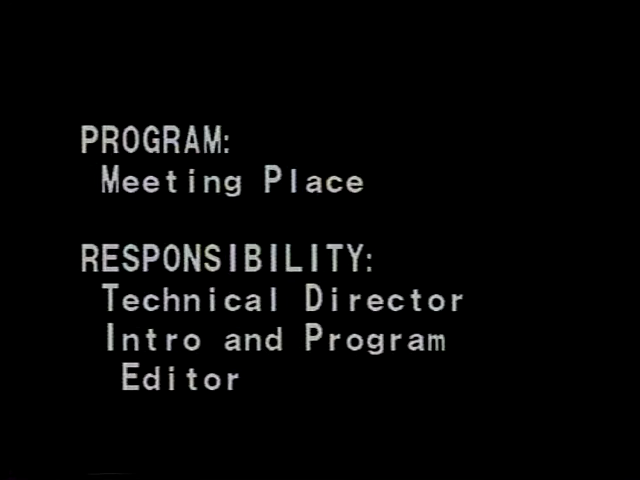 PROGRAM:
Meeting Place
RESPONSIBILITY:
Technical Director
Intro and Program
Editor